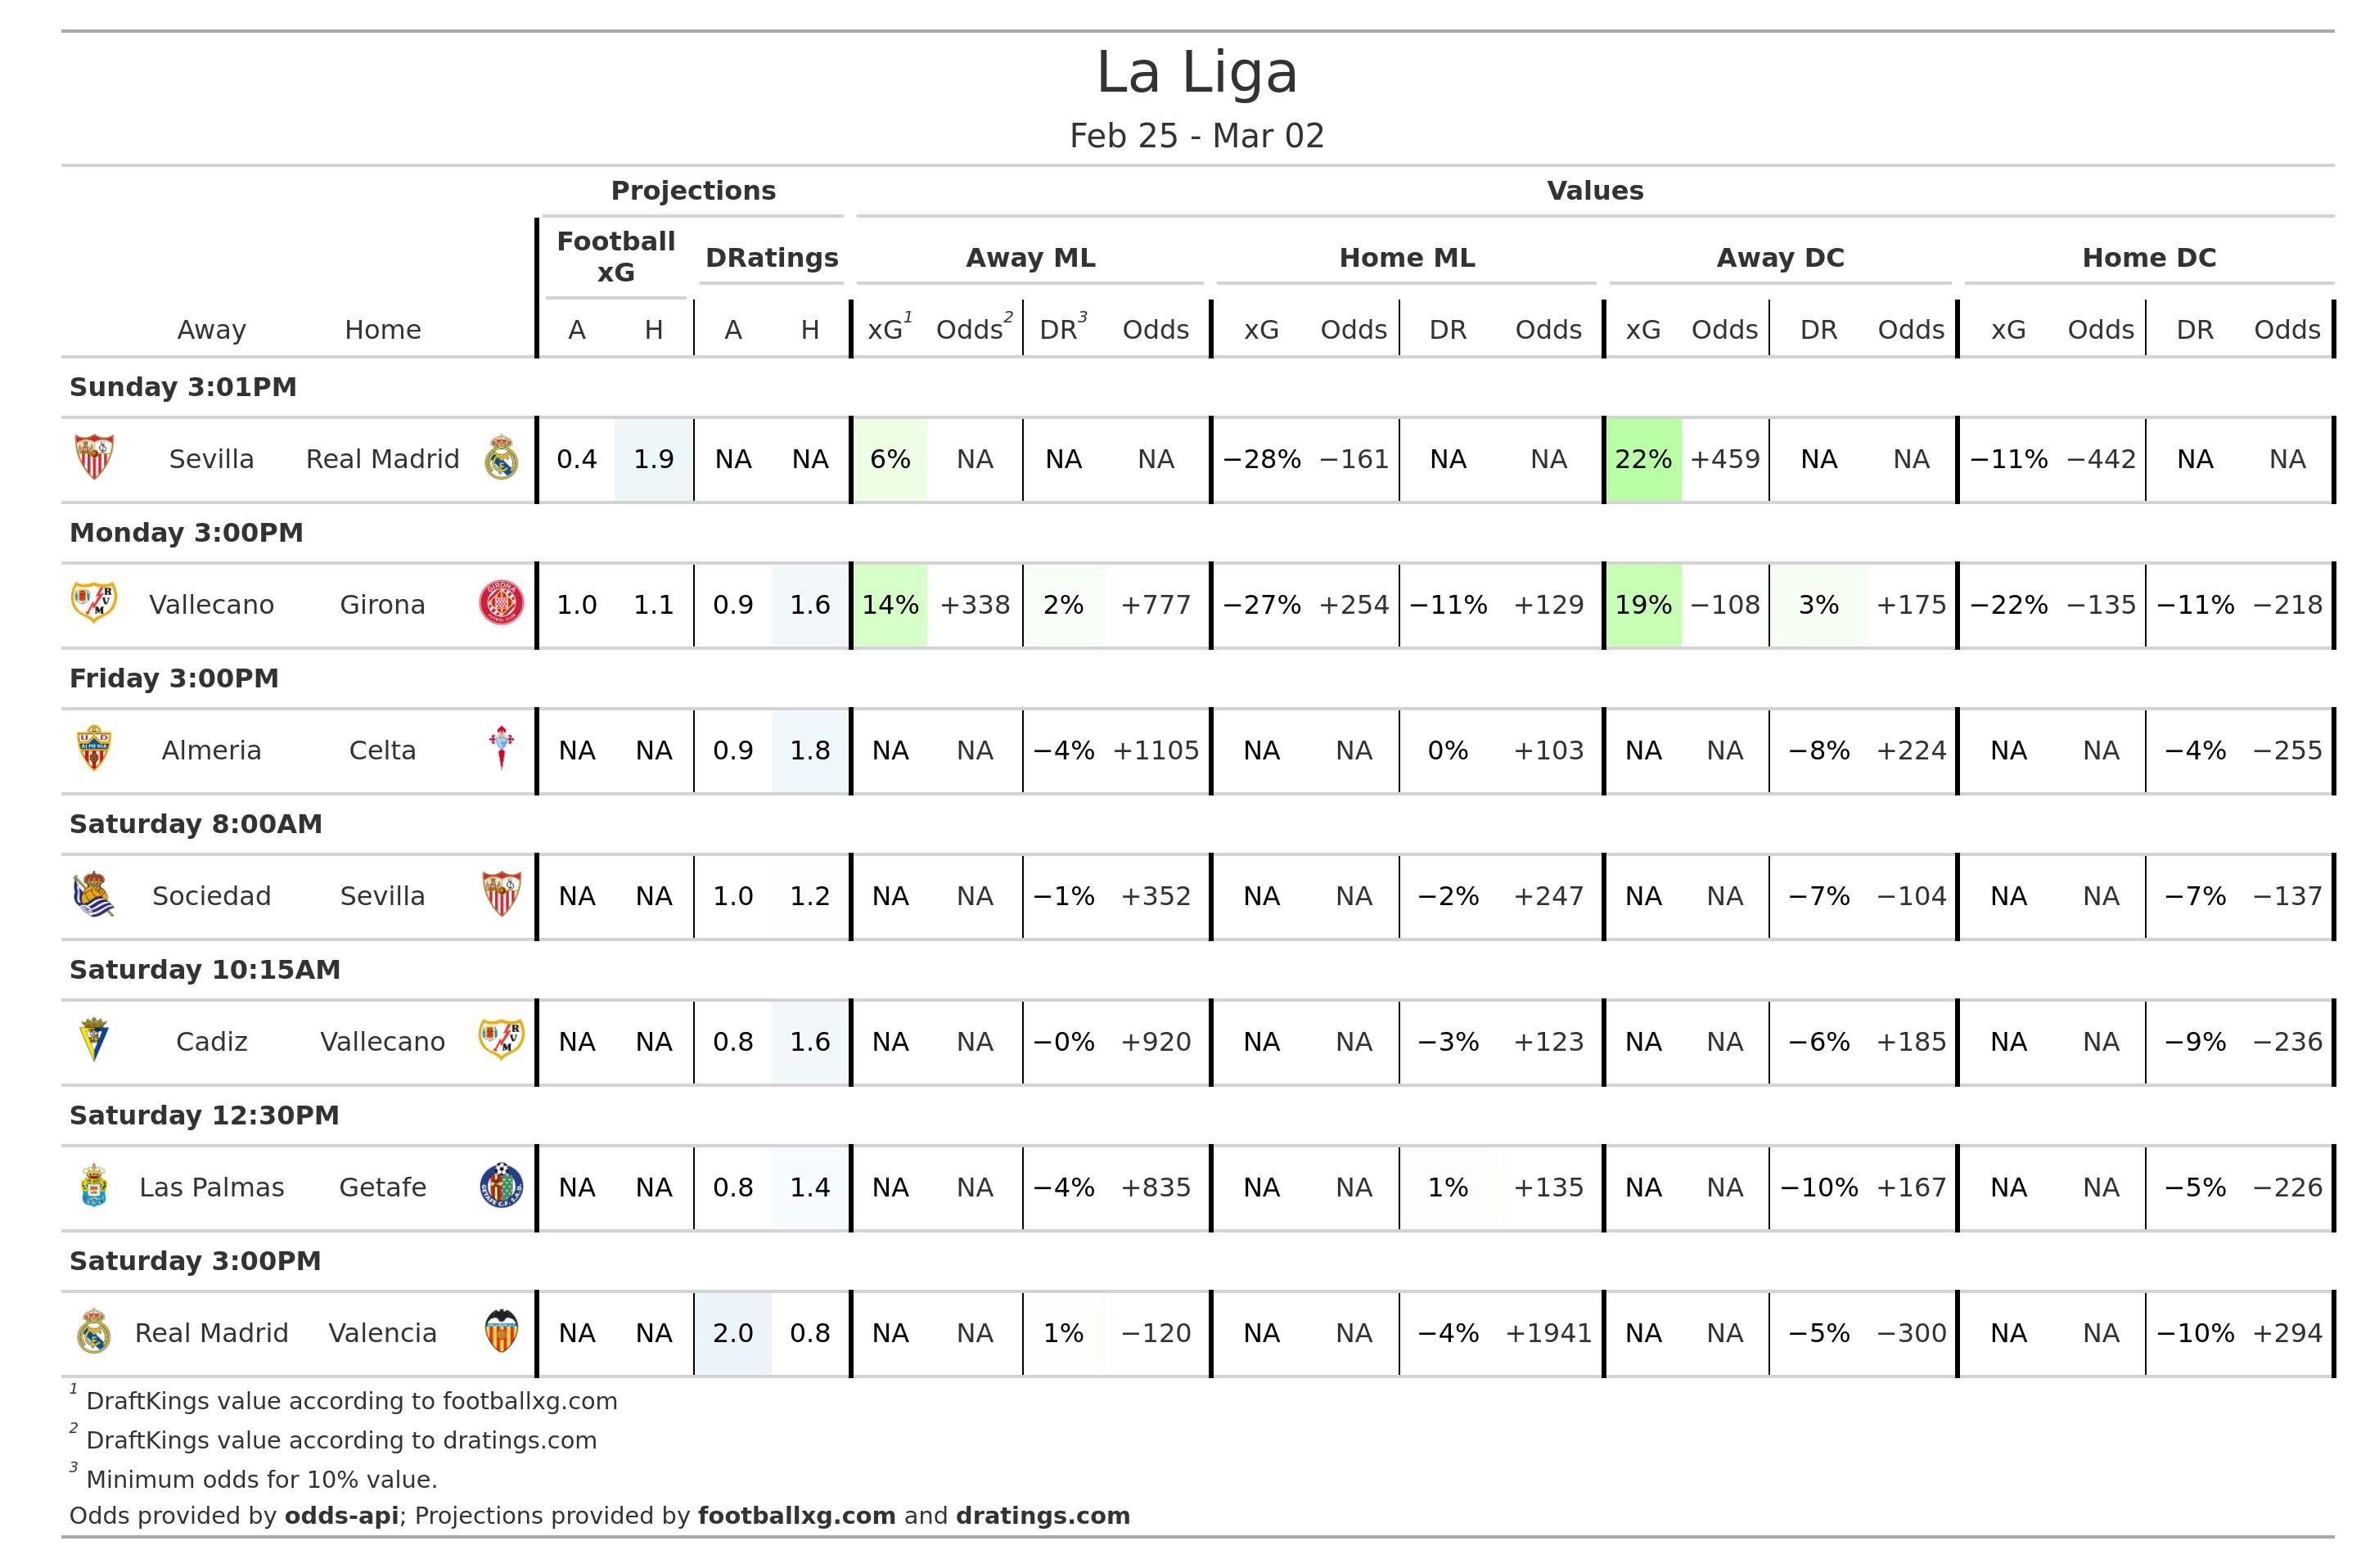 La Liga
Feb 25 - Mar 02
Projections Values
Football xG DRatings Away ML Home ML Away DC Home DC
Away Home A H A H xG1 Odds2 DR3 Odds xG Odds DR Odds xG Odds DR Odds xG Odds DR Odds
Sunday 3:01PM
Sevilla Real Madrid 0.4 1.9 NA NA 6% NA NA NA −28% −161 NA NA 22% +459 NA NA −11% −442 NA NA
Monday 3:00PM
Vallecano Girona 1.0 1.1 0.9 1.6 14% +338 2% +777 −27% +254 −11% +129 19% −108 3% +175 −22% −135 −11% −218
Friday 3:00PM
Almeria Celta NA NA 0.9 1.8 NA NA −4% +1105 NA NA 0% +103 NA NA −8% +224 NA NA −4% −255
Saturday 8:00AM
Sociedad Sevilla NA NA 1.0 1.2 NA NA −1% +352 NA NA −2% +247 NA NA −7% −104 NA NA −7% −137
Saturday 10:15AM
Cadiz Vallecano NA NA 0.8 1.6 NA NA −0% +920 NA NA −3% +123 NA NA −6% +185 NA NA −9% −236
Saturday 12:30PM
Las Palmas Getafe NA NA 0.8 1.4 NA NA −4% +835 NA NA 1% +135 NA NA −10% +167 NA NA −5% −226
Saturday 3:00PM
Real Madrid Valencia NA NA 2.0 0.8 NA NA 1% −120 NA NA −4% +1941 NA NA −5% −300 NA NA −10% +294
1 DraftKings value according to footballxg.com
2 DraftKings value according to dratings.com
3 Minimum odds for 10% value.
Odds provided by odds-api; Projections provided by footballxg.com and dratings.com